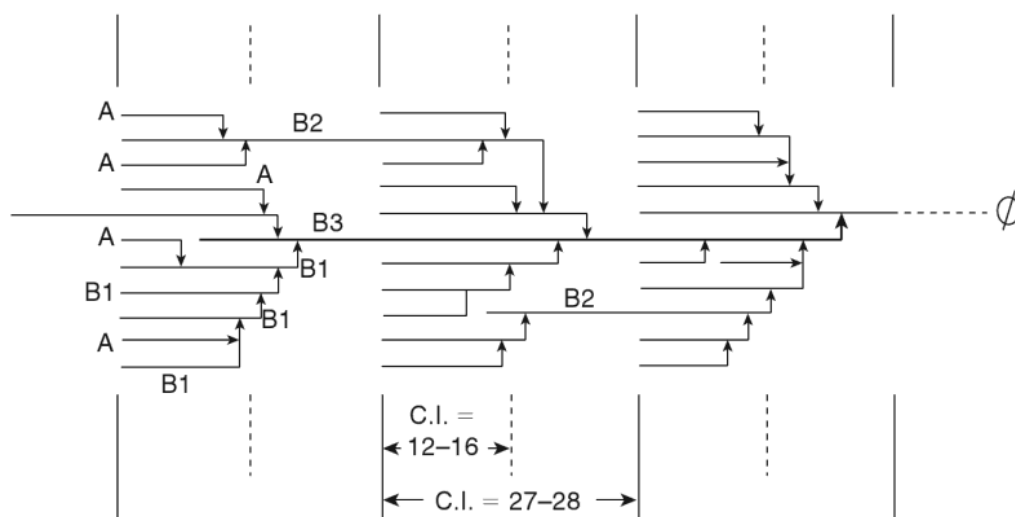 A
B2
A
A
B3
A
B1
B1
B1
A
B1
B2
C.I. =
12–16
C.I. = 27–28
ϕ